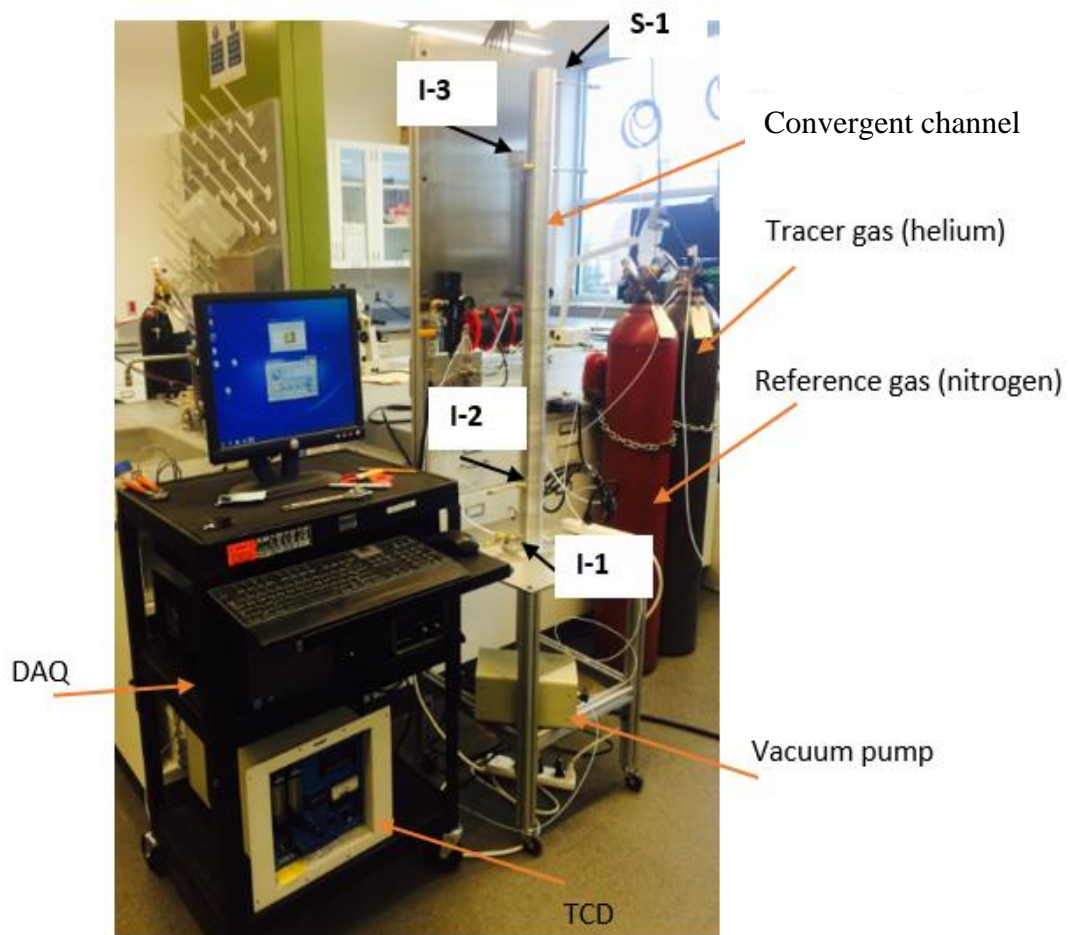 S-1
I-3
Convergent channel
Tracer gas (helium)
Reference gas (nitrogen)
I-2
I-1
DAQ
Vacuum pump
TCD